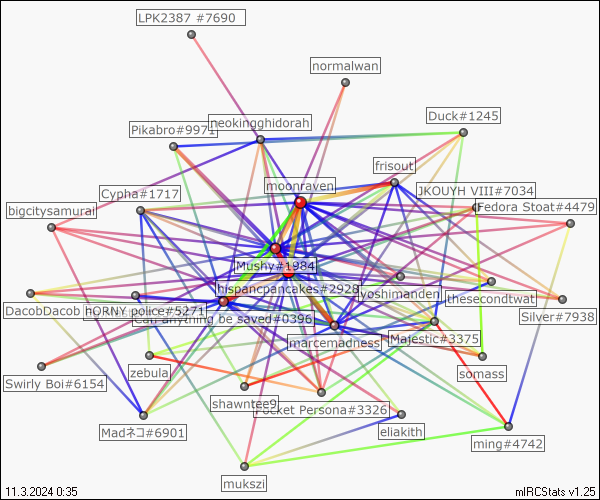 LPK2387 #7690
normalwan
Duck#1245
neokingghidorah
Pikabro#9971
frisout
moonraven
JKOUYH VIII#7034
Cypha#1717
Fedora Stoat#4479
bigcitysamurai
Mushy#1984
hispancpancakes#2928
yoshimanden
thesecondtwat
DacobDacob
hORNY police#5271
Can anything be saved#0396
Silver#7938
marcemadness
Majestic#3375
somass
zebula
Swirly Boi#6154
shawntee9
Pocket Persona#3326
Madネコ#6901
eliakith
ming#4742
mukszi
11.3.2024 0:35
mIRCStats v1.25